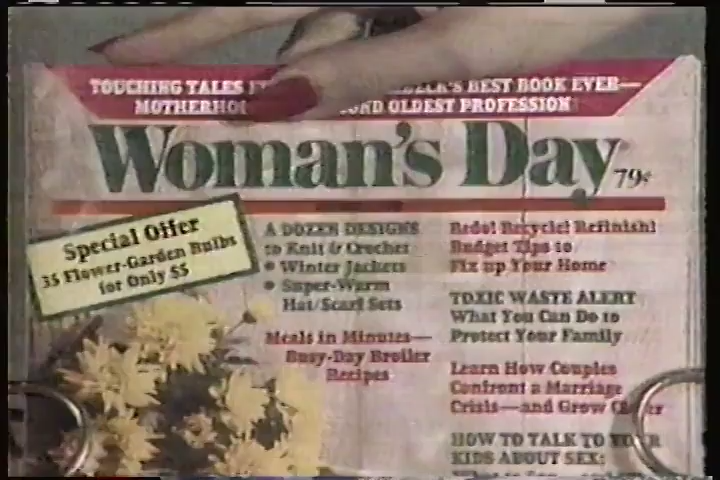 TOUCHING TALES BEST BOOK EVER—
OLDEST PROFESSION
Woman's Day
79¢
Special Offer
35 Flower-Garden Bulbs
for Only $5
A DOZEN DESIGNS
to Knit & Crochet
• Winter Jackets
• Super-Warm
Hat/Scarf Sets
Meals in Minutes—
Busy-Day Broiler
Recipes
Redo! Recycle! Refinish!
Budget Tips to
Fix up Your Home
TOXIC WASTE ALERT
What You Can Do to
Protect Your Family
Learn How Couples
Confront a Marriage
Crisis—and Grow
HOW TO TALK TO YOUR
KIDS ABOUT SEX: